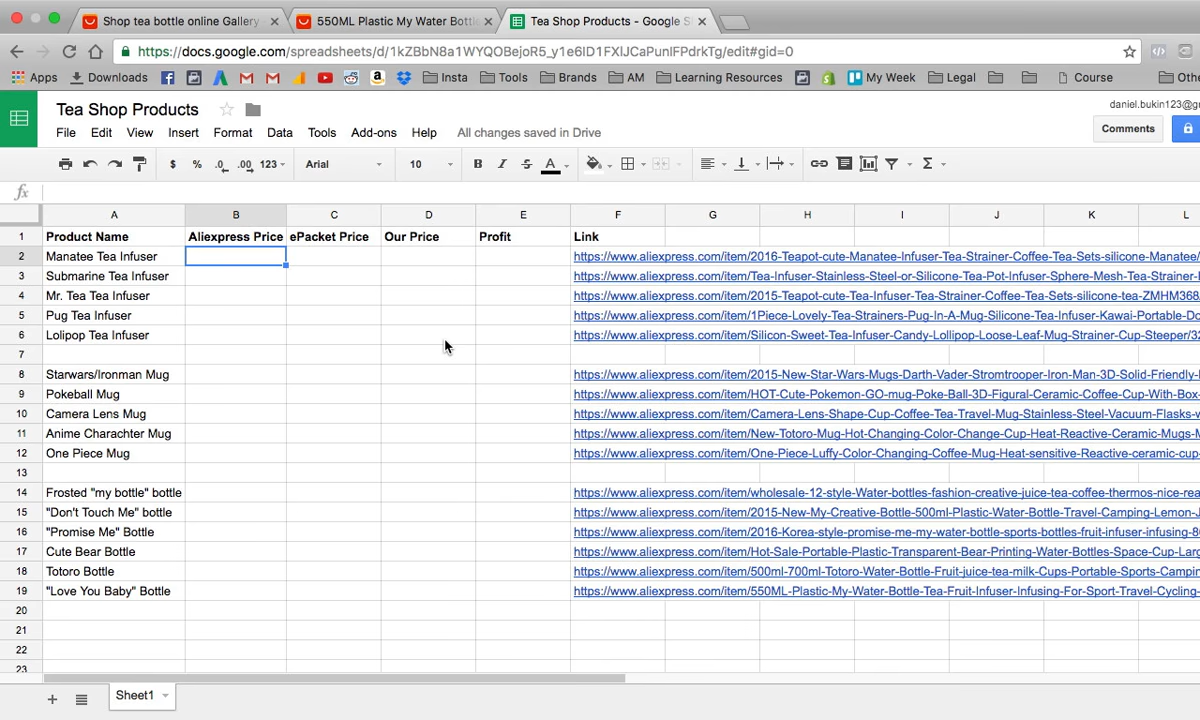 Shop tea bottle online Gallery
550ML Plastic My Water Bottle
Tea Shop Products - Google S
https://docs.google.com/spreadsheets/d/1kZBbN8a1WYQOBejoR5_y1e6ID1FXIJCaPunIFPdrkTg/edit#gid=0
Apps Downloads Insta Tools Brands AM Learning Resources My Week Legal Course Othe
Tea Shop Products
daniel.bukin123@g
File Edit View Insert Format Data Tools Add-ons Help All changes saved in Drive
Comments
$ % .0 .00 123 Arial 10 B I S A Σ
fx
A B C D E F G H I J K L
1 Product Name Aliexpress Price ePacket Price Our Price Profit Link
2 Manatee Tea Infuser https://www.aliexpress.com/item/2016-Teapot-cute-Manatee-Infuser-Tea-Strainer-Coffee-Tea-Sets-silicone-Manatee/
3 Submarine Tea Infuser https://www.aliexpress.com/item/Tea-Infuser-Stainless-Steel-or-Silicone-Tea-Pot-Infuser-Sphere-Mesh-Tea-Strainer-
4 Mr. Tea Tea Infuser https://www.aliexpress.com/item/2015-Teapot-cute-Tea-Infuser-Tea-Strainer-Coffee-Tea-Sets-silicone-tea-ZMHM368
5 Pug Tea Infuser https://www.aliexpress.com/item/1Piece-Lovely-Tea-Strainers-Pug-In-A-Mug-Silicone-Tea-Infuser-Kawai-Portable-Do
6 Lolipop Tea Infuser https://www.aliexpress.com/item/Silicon-Sweet-Tea-Infuser-Candy-Lollipop-Loose-Leaf-Mug-Strainer-Cup-Steeper/32
7
8 Starwars/Ironman Mug https://www.aliexpress.com/item/2015-New-Star-Wars-Mugs-Darth-Vader-Stromtrooper-Iron-Man-3D-Solid-Friendly-
9 Pokeball Mug https://www.aliexpress.com/item/HOT-Cute-Pokemon-GO-mug-Poke-Ball-3D-Figural-Ceramic-Coffee-Cup-With-Box-
10 Camera Lens Mug https://www.aliexpress.com/item/Camera-Lens-Shape-Cup-Coffee-Tea-Travel-Mug-Stainless-Steel-Vacuum-Flasks-w
11 Anime Charachter Mug https://www.aliexpress.com/item/New-Totoro-Mug-Hot-Changing-Color-Change-Cup-Heat-Reactive-Ceramic-Mugs-M
12 One Piece Mug https://www.aliexpress.com/item/One-Piece-Luffy-Color-Changing-Coffee-Mug-Heat-sensitive-Reactive-ceramic-cup-
13
14 Frosted "my bottle" bottle https://www.aliexpress.com/item/wholesale-12-style-Water-bottles-fashion-creative-juice-tea-coffee-thermos-nice-rea
15 "Don't Touch Me" bottle https://www.aliexpress.com/item/2015-New-My-Creative-Bottle-500ml-Plastic-Water-Bottle-Travel-Camping-Lemon-J
16 "Promise Me" Bottle https://www.aliexpress.com/item/2016-Korea-style-promise-me-my-water-bottle-sports-bottles-fruit-infuser-infusing-80
17 Cute Bear Bottle https://www.aliexpress.com/item/Hot-Sale-Portable-Plastic-Transparent-Bear-Printing-Water-Bottles-Space-Cup-Larg
18 Totoro Bottle https://www.aliexpress.com/item/500ml-700ml-Totoro-Water-Bottle-Fruit-juice-tea-milk-Cups-Portable-Sports-Campin
19 "Love You Baby" Bottle https://www.aliexpress.com/item/550ML-Plastic-My-Water-Bottle-Tea-Fruit-Infuser-Infusing-For-Sport-Travel-Cycling-
20
21
22
23
Sheet1